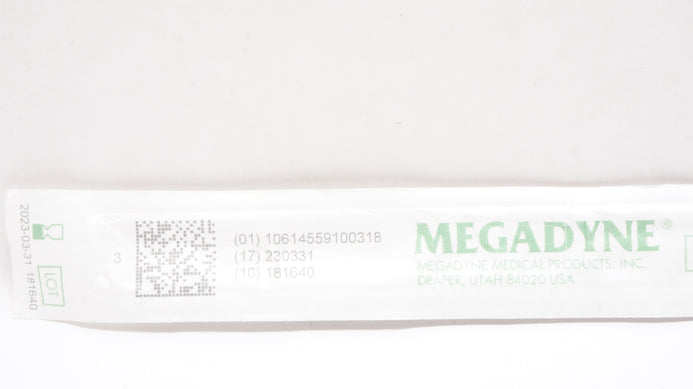 2023-03-31 181640
LOT
3
(01) 10614559100318
(17) 230331
(10) 181640
MEGADYNE®
MEGADYNE MEDICAL PRODUCTS, INC.
DRAPER, UTAH 84020 USA